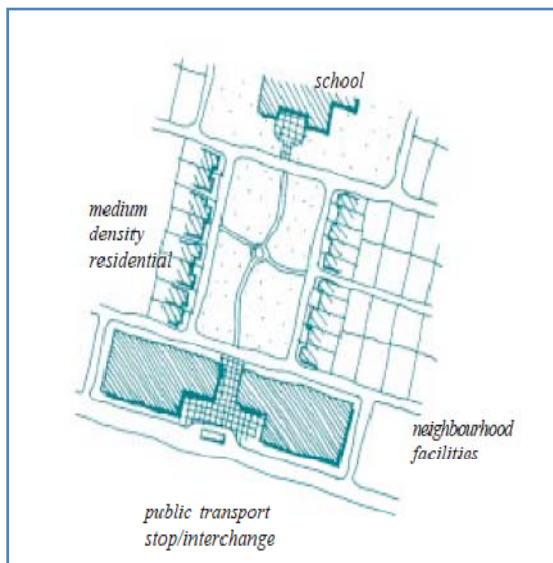 school
medium
density
residential
neighbourhood
facilities
public transport
stop/interchange